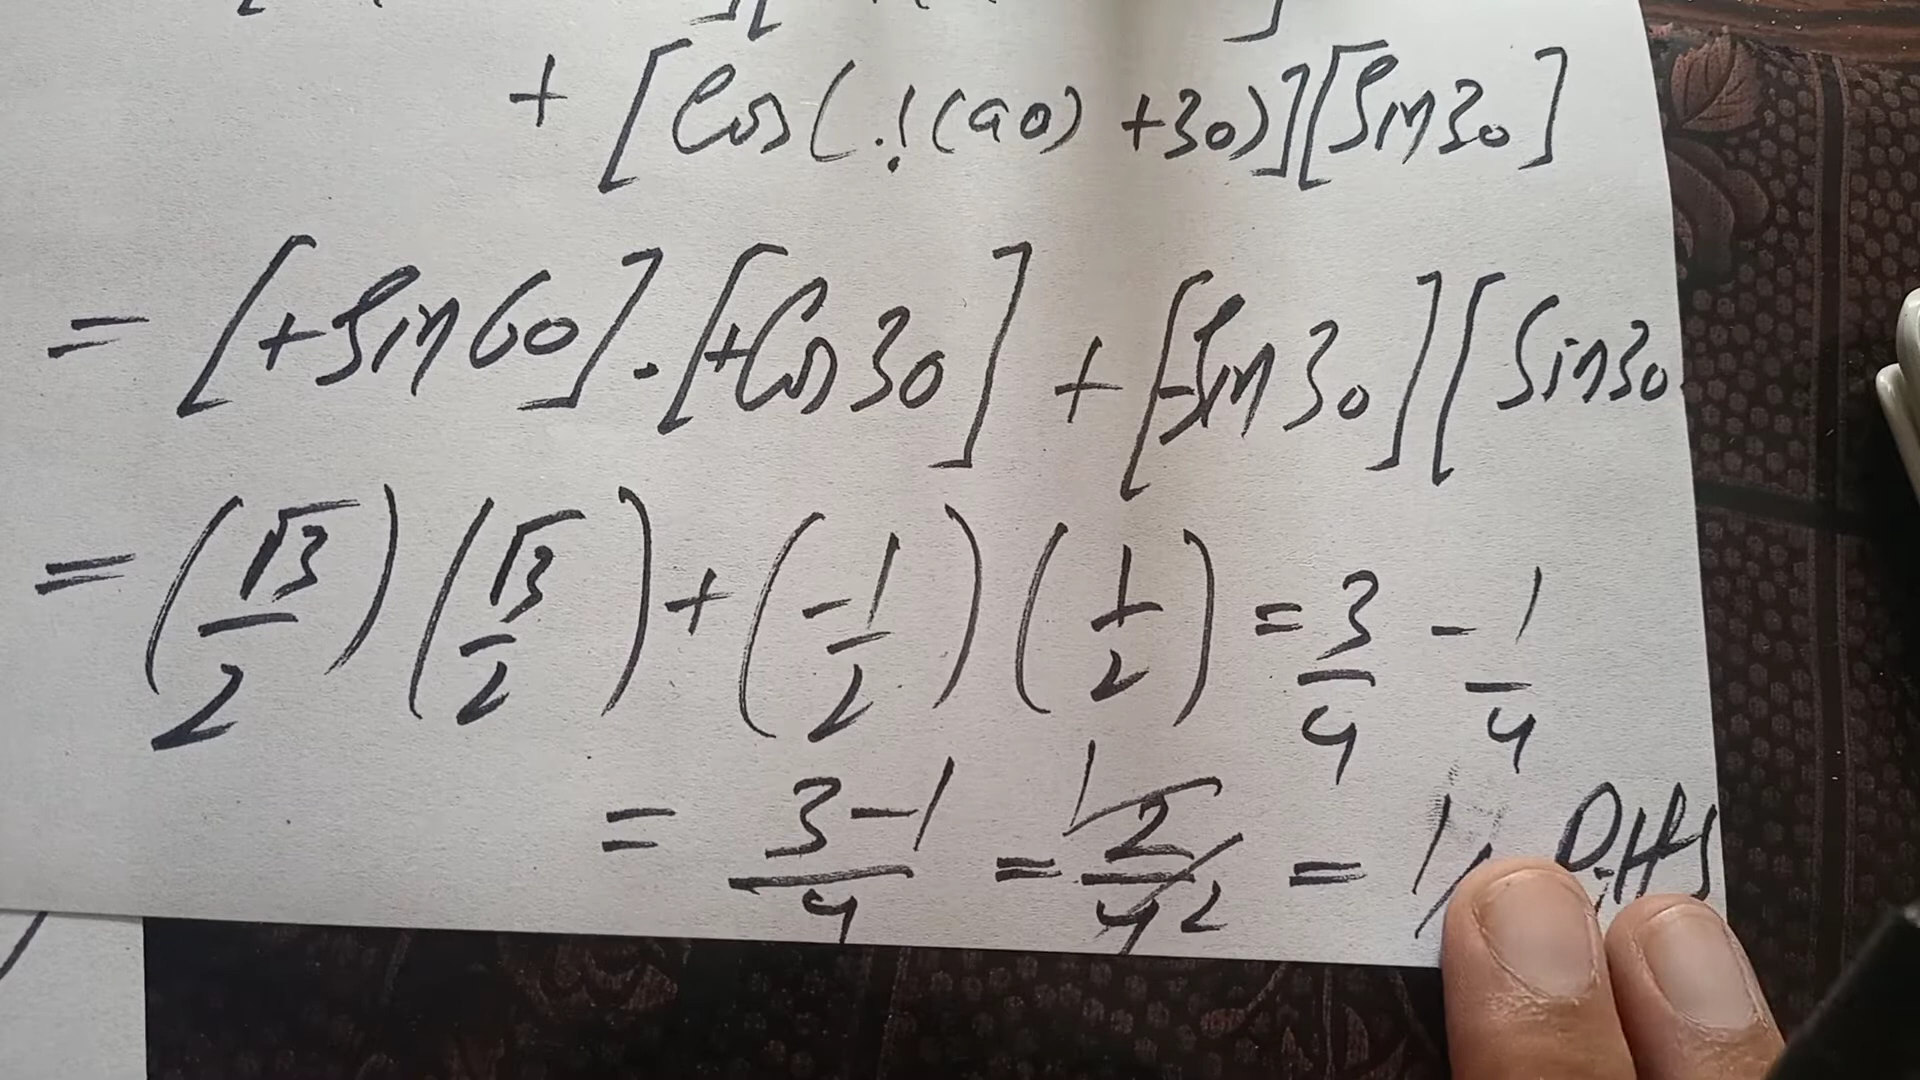 + [Cos(.!(90) +30)][Sin30]
= [+Sin60].[+Cos30] + [-Sin30][Sin30
= (√3/2)(√3/2) + (-1/2)(1/2) = 3/4 - 1/4
= 3-1/4 = 2/4 1 2 = 1/